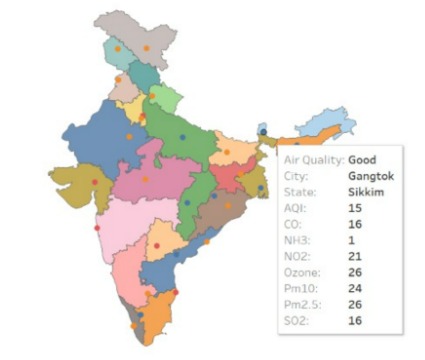 Air Quality: Good
City: Gangtok
State: Sikkim
AQI: 15
CO: 16
NH3: 1
NO2: 21
Ozone: 26
Pm10: 24
Pm2.5: 26
SO2: 16